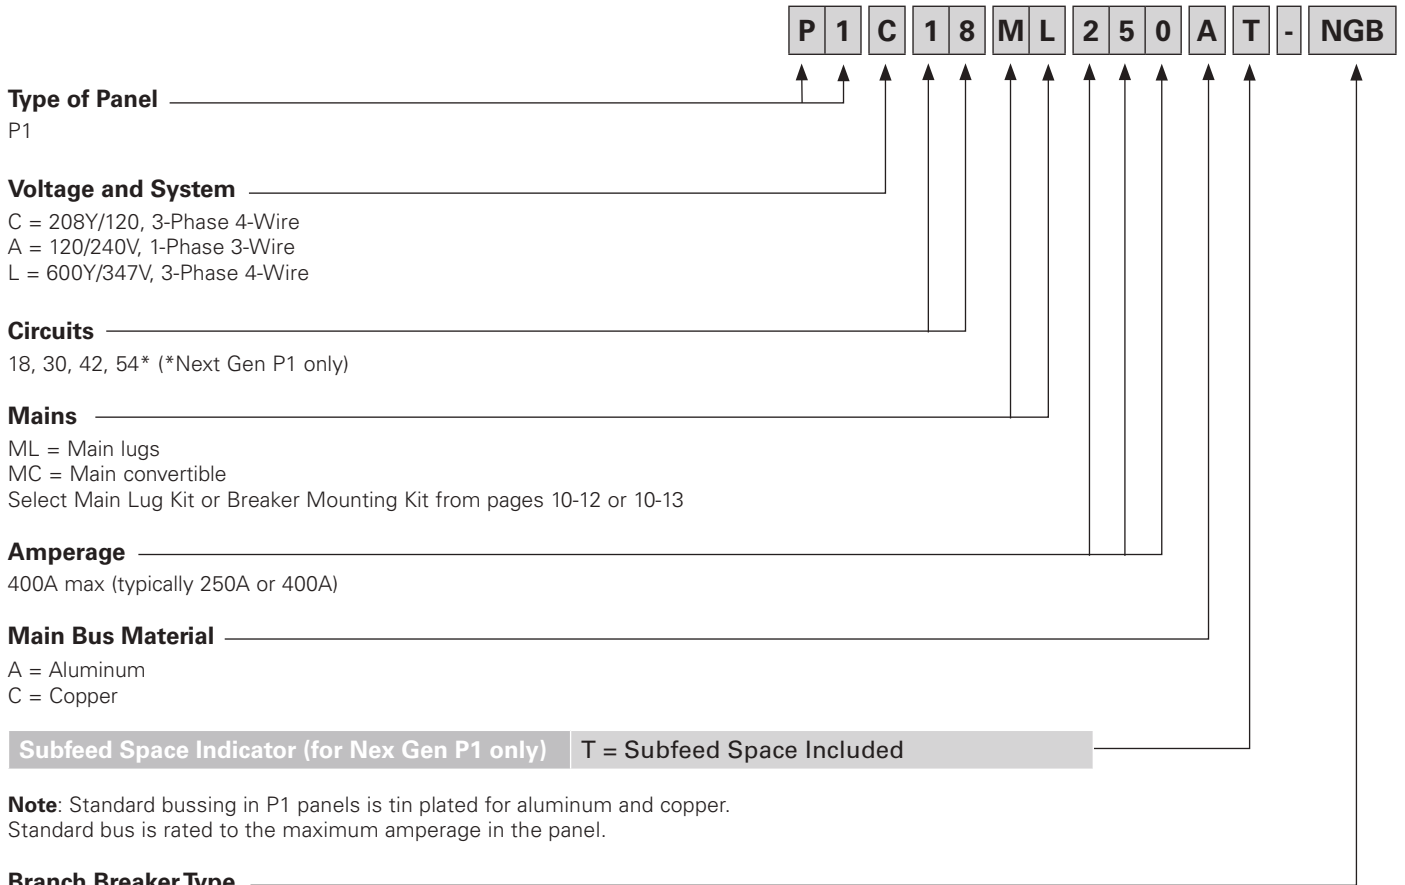 P 1 C 1 8 M L 2 5 0 A T - NGB
Type of Panel
P1
Voltage and System
C = 208Y/120, 3-Phase 4-Wire
A = 120/240V, 1-Phase 3-Wire
L = 600Y/347V, 3-Phase 4-Wire
Circuits
18, 30, 42, 54* (*Next Gen P1 only)
Mains
ML = Main lugs
MC = Main convertible
Select Main Lug Kit or Breaker Mounting Kit from pages 10-12 or 10-13
Amperage
400A max (typically 250A or 400A)
Main Bus Material
A = Aluminum
C = Copper
Subfeed Space Indicator (for Nex Gen P1 only) T = Subfeed Space Included
Note: Standard bussing in P1 panels is tin plated for aluminum and copper.
Standard bus is rated to the maximum amperage in the panel.
Branch Breaker Type